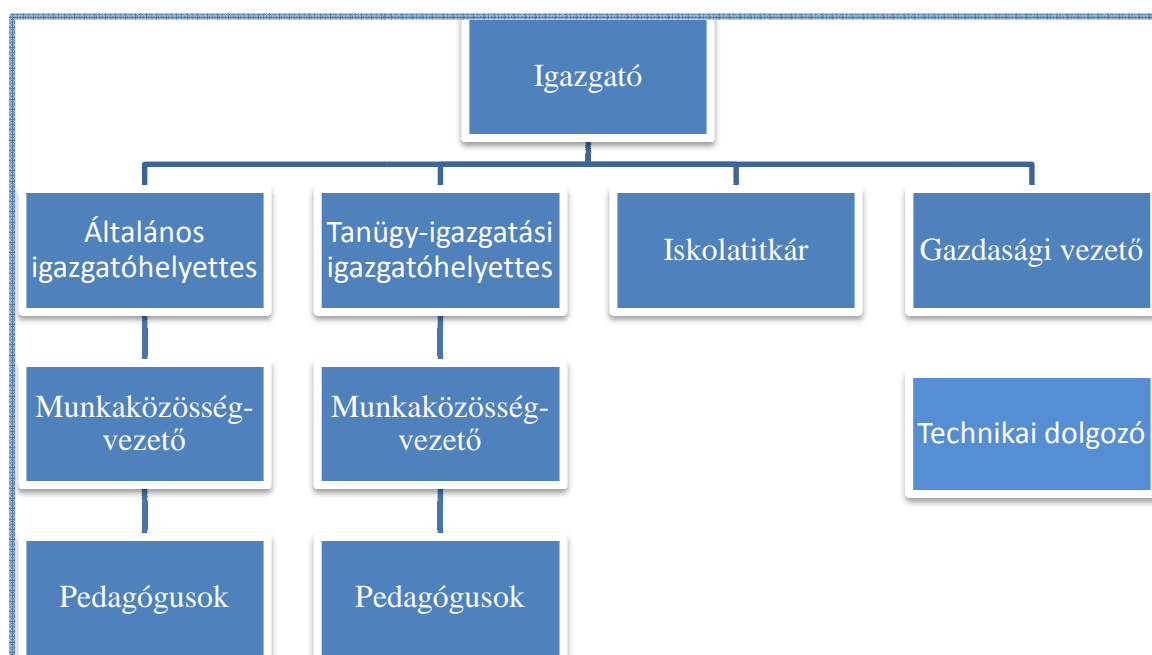 Igazgató
Általános
igazgatóhelyettes
Tanügy-igazgatási
igazgatóhelyettes
Iskolatitkár
Gazdasági vezető
Munkaközösség-
vezető
Munkaközösség-
vezető
Technikai dolgozó
Pedagógusok
Pedagógusok